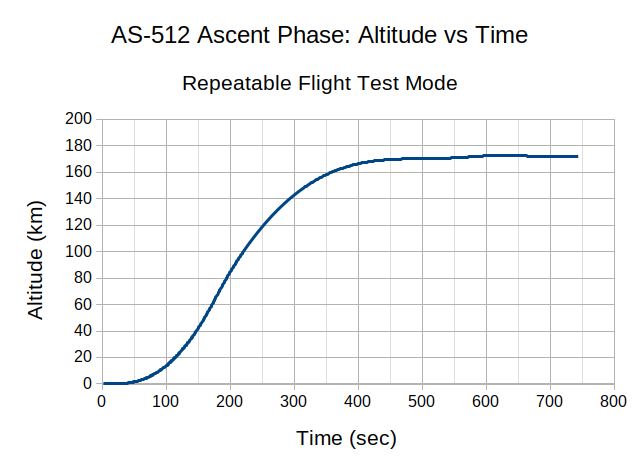 AS-512 Ascent Phase: Altitude vs Time
Repeatable Flight Test Mode
Altitude (km)
200
180
160
140
120
100
80
60
40
20
0
0 100 200 300 400 500 600 700 800
Time (sec)